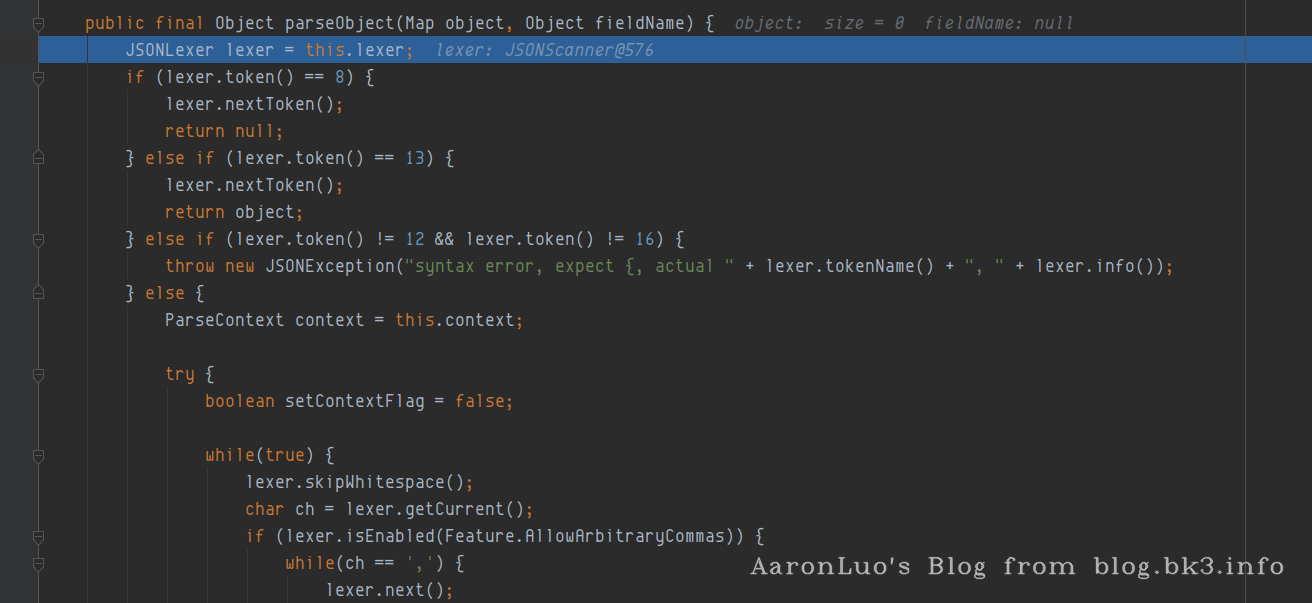 public final Object parseObject(Map object, Object fieldName) {  object:  size = 0  fieldName: null
JSONLexer lexer = this.lexer;  lexer: JSONScanner@576
if (lexer.token() == 8) {
lexer.nextToken();
return null;
} else if (lexer.token() == 13) {
lexer.nextToken();
return object;
} else if (lexer.token() != 12 && lexer.token() != 16) {
throw new JSONException("syntax error, expect {, actual " + lexer.tokenName() + ", " + lexer.info());
} else {
ParseContext context = this.context;
try {
boolean setContextFlag = false;
while(true) {
lexer.skipWhitespace();
char ch = lexer.getCurrent();
if (lexer.isEnabled(Feature.AllowArbitraryCommas)) {
while(ch == ',') {
lexer.next();
AaronLuo's Blog from blog.bk3.info